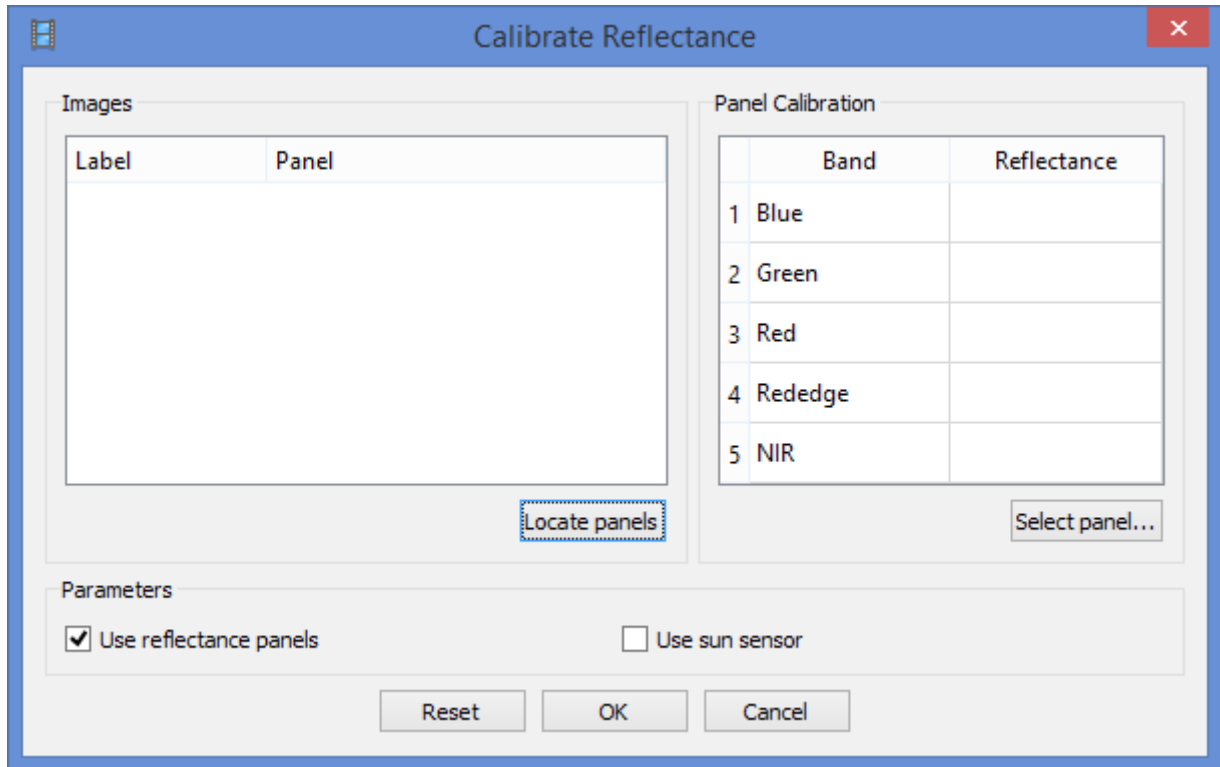 Calibrate Reflectance
Images
Label Panel
Locate panels
Panel Calibration
Band Reflectance
1 Blue
2 Green
3 Red
4 Rededge
5 NIR
Select panel...
Parameters
Use reflectance panels Use sun sensor
Reset OK Cancel